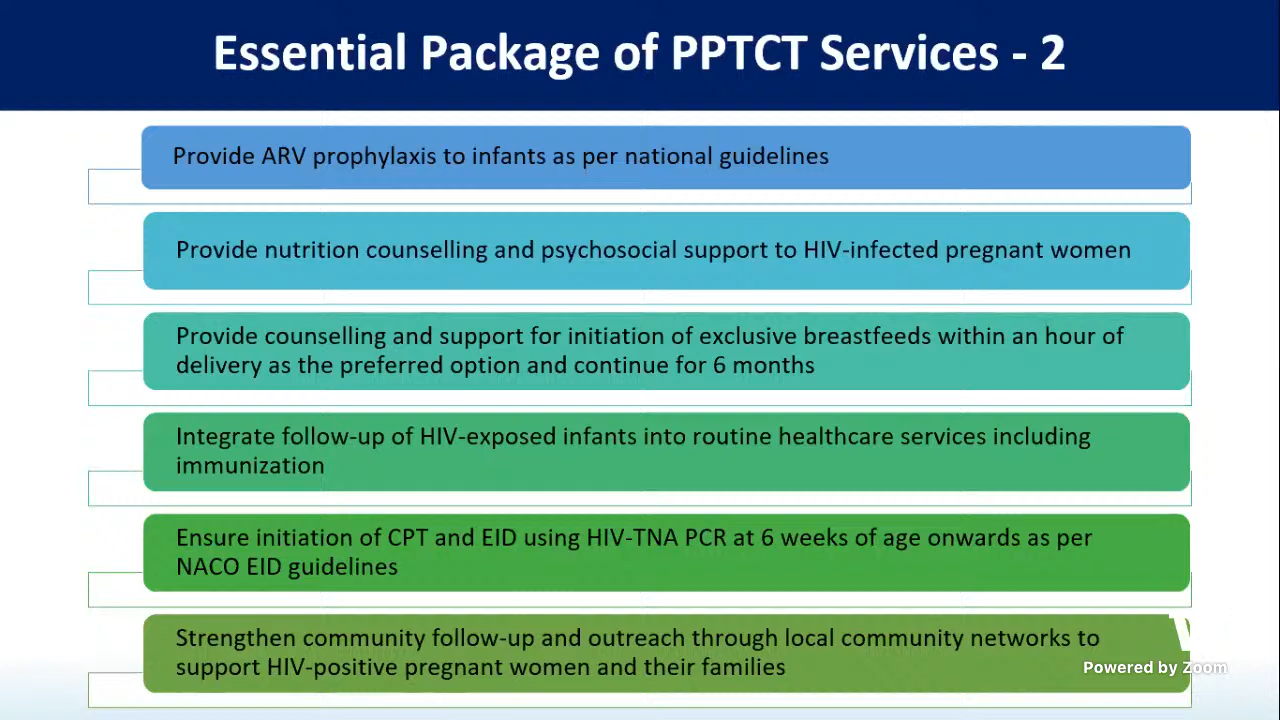 Essential Package of PPTCT Services - 2
Provide ARV prophylaxis to infants as per national guidelines
Provide nutrition counselling and psychosocial support to HIV-infected pregnant women
Provide counselling and support for initiation of exclusive breastfeeds within an hour of
delivery as the preferred option and continue for 6 months
Integrate follow-up of HIV-exposed infants into routine healthcare services including
immunization
Ensure initiation of CPT and EID using HIV-TNA PCR at 6 weeks of age onwards as per
NACO EID guidelines
Strengthen community follow-up and outreach through local community networks to
support HIV-positive pregnant women and their families
Powered by Zoom